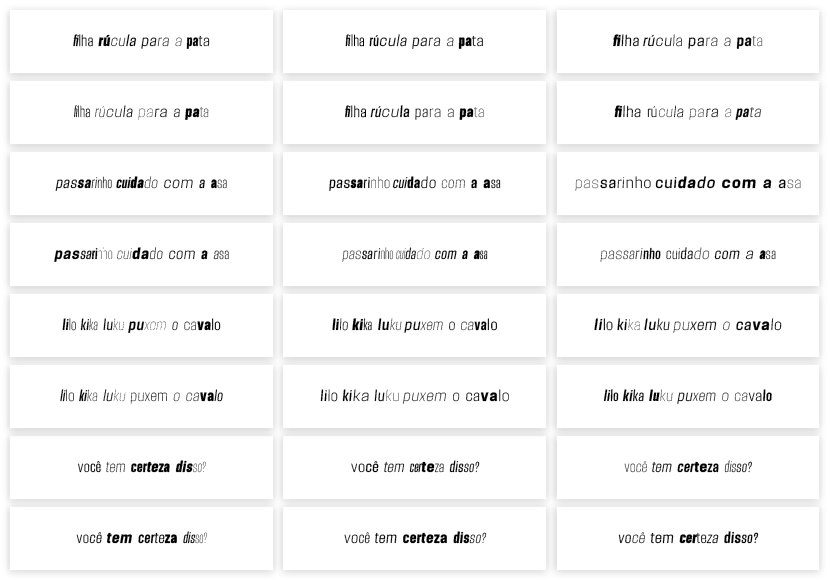 filha rúcula para a pata
filha rúcula para a pata
filha rúcula para a pata
filha rúcula para a pata
filha rúcula para a pata
filha rúcula para a pata
passarinho cuidado com a asa
passarinho cuidado com a asa
passarinho cuidado com a asa
passarinho cuidado com a asa
passarinho cuidado com a asa
passarinho cuidado com a asa
lilo kika luku puxem o cavalo
lilo kika luku puxem o cavalo
lilo kika luku puxem o cavalo
lilo kika luku puxem o cavalo
lilo kika luku puxem o cavalo
lilo kika luku puxem o cavalo
você tem certeza disso?
você tem certeza disso?
você tem certeza disso?
você tem certeza disso?
você tem certeza disso?
você tem certeza disso?